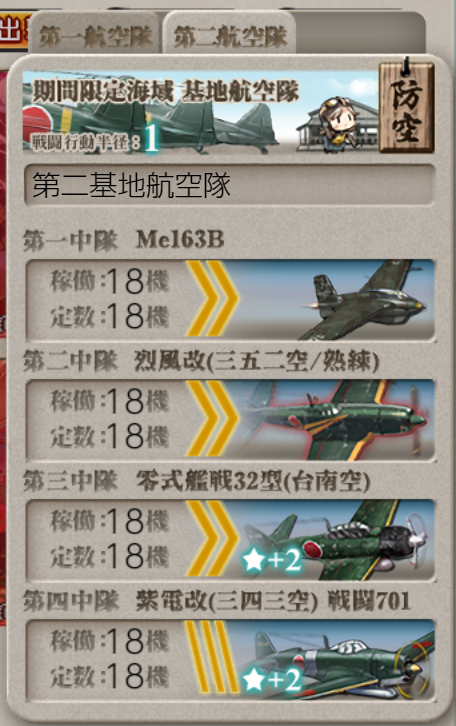 出
第一航空隊 第二航空隊
期間限定海域 基地航空隊
戦闘行動半径:1
防空
第二基地航空隊
第一中隊 Me163B
稼働:18機
定数:18機
第二中隊 烈風改(三五二空/熟練)
稼働:18機
定数:18機
第三中隊 零式艦戦32型(台南空)
稼働:18機
定数:18機
★+2
第四中隊 紫電改(三四三空) 戦闘701
稼働:18機
定数:18機
★+2